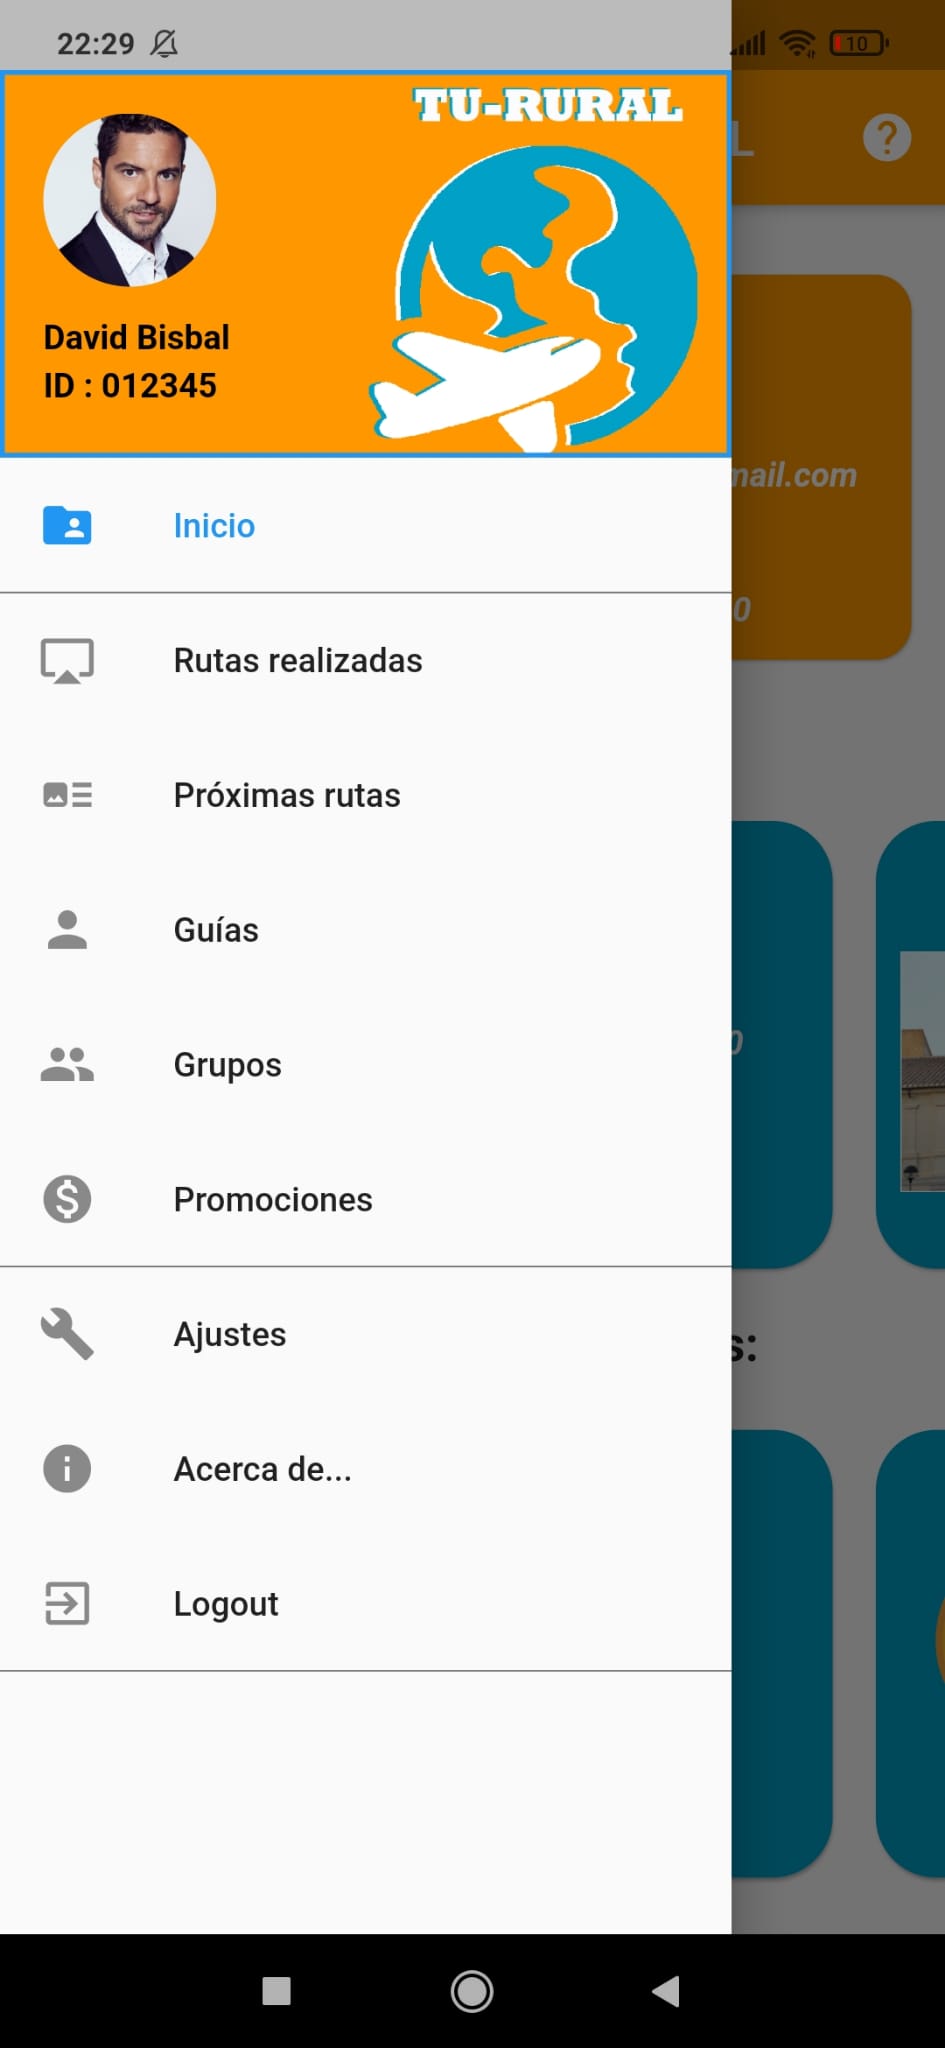 22:29
10
TU-RURAL
David Bisbal
ID : 012345
Inicio
Rutas realizadas
Próximas rutas
Guías
Grupos
Promociones
Ajustes
Acerca de...
Logout
L
?
mail.com
0
0
s: